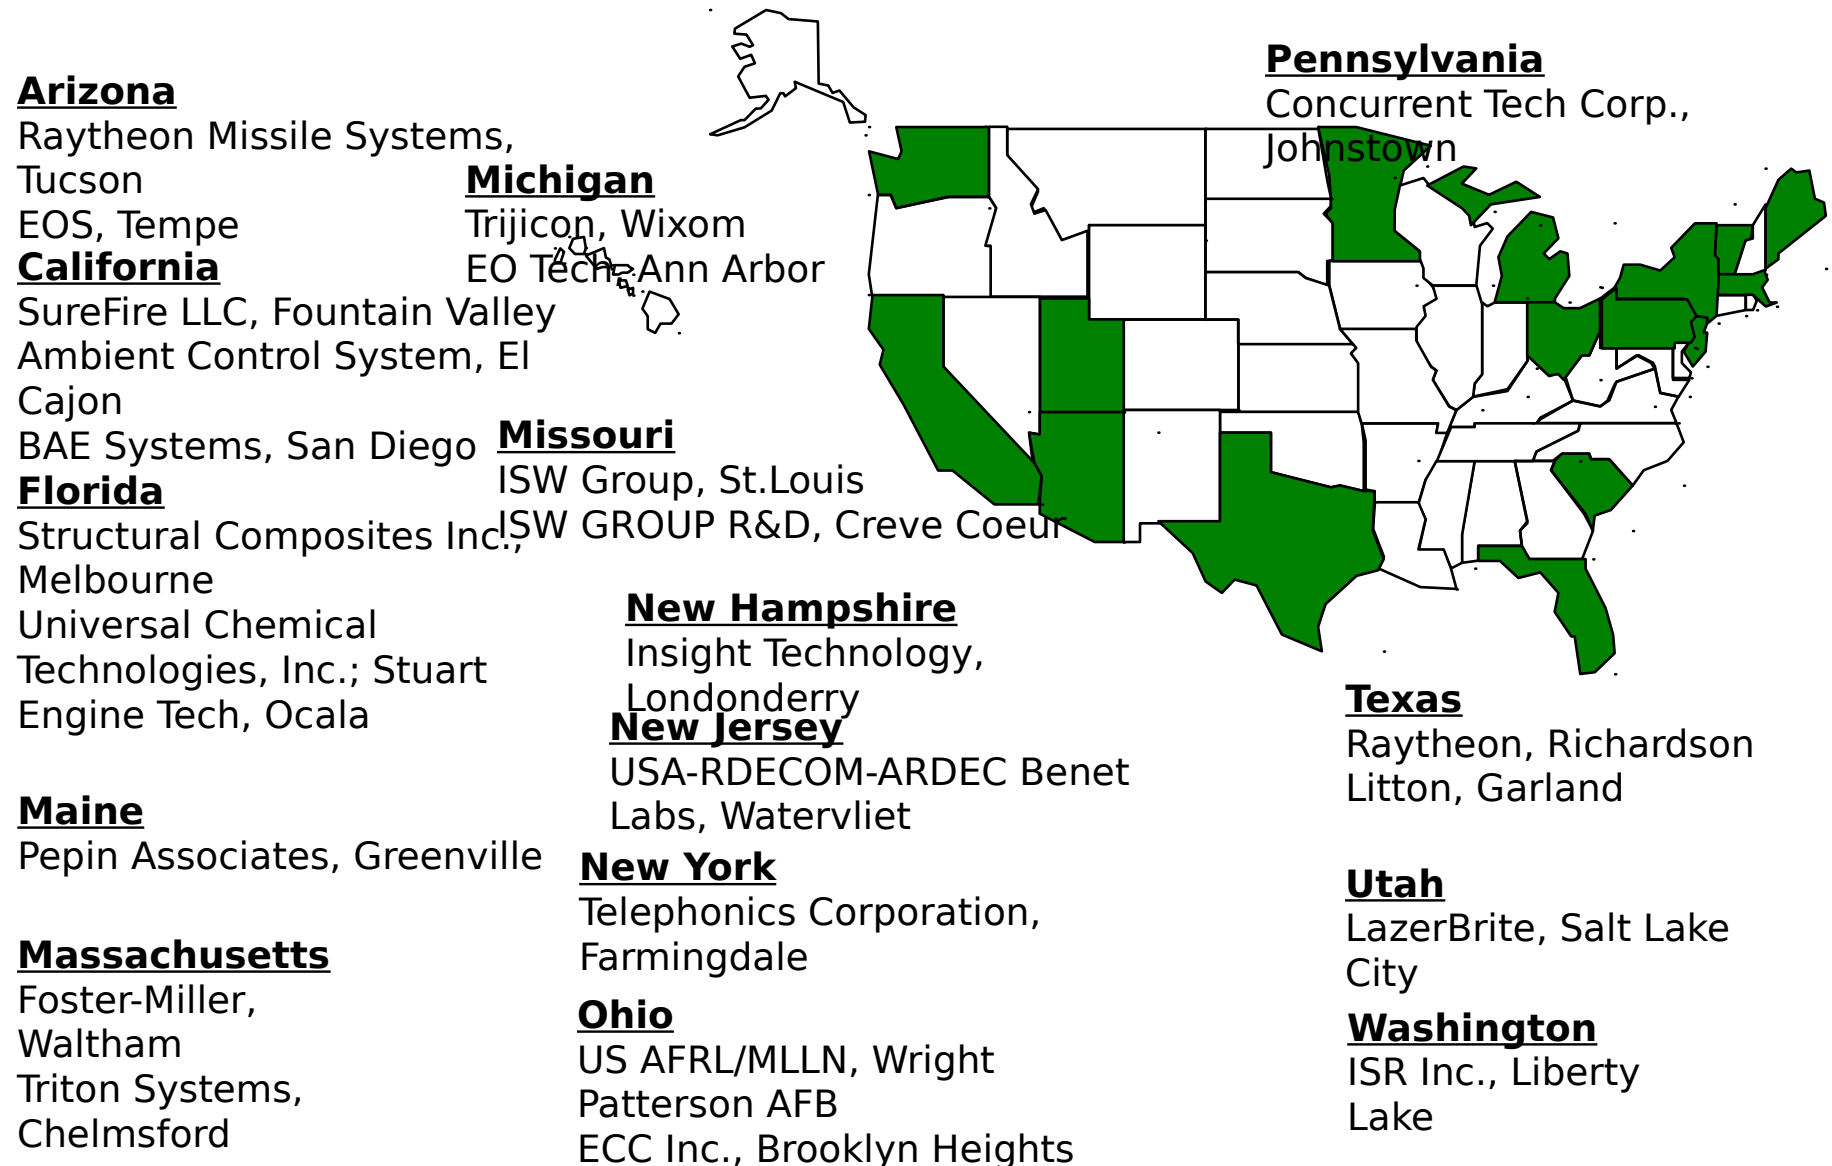 Arizona
Raytheon Missile Systems,
Tucson
EOS, Tempe
California
SureFire LLC, Fountain Valley
Ambient Control System, El
Cajon
BAE Systems, San Diego
Florida
Structural Composites Inc.,
Melbourne
Universal Chemical
Technologies, Inc.; Stuart
Engine Tech, Ocala
Maine
Pepin Associates, Greenville
Massachusetts
Foster-Miller,
Waltham
Triton Systems,
Chelmsford
Michigan
Trijicon, Wixom
EO Tech, Ann Arbor
Missouri
ISW Group, St.Louis
ISW GROUP R&D, Creve Coeur
New Hampshire
Insight Technology,
Londonderry
New Jersey
USA-RDECOM-ARDEC Benet
Labs, Watervliet
New York
Telephonics Corporation,
Farmingdale
Ohio
US AFRL/MLLN, Wright
Patterson AFB
ECC Inc., Brooklyn Heights
Pennsylvania
Concurrent Tech Corp.,
Johnstown
Texas
Raytheon, Richardson
Litton, Garland
Utah
LazerBrite, Salt Lake
City
Washington
ISR Inc., Liberty
Lake